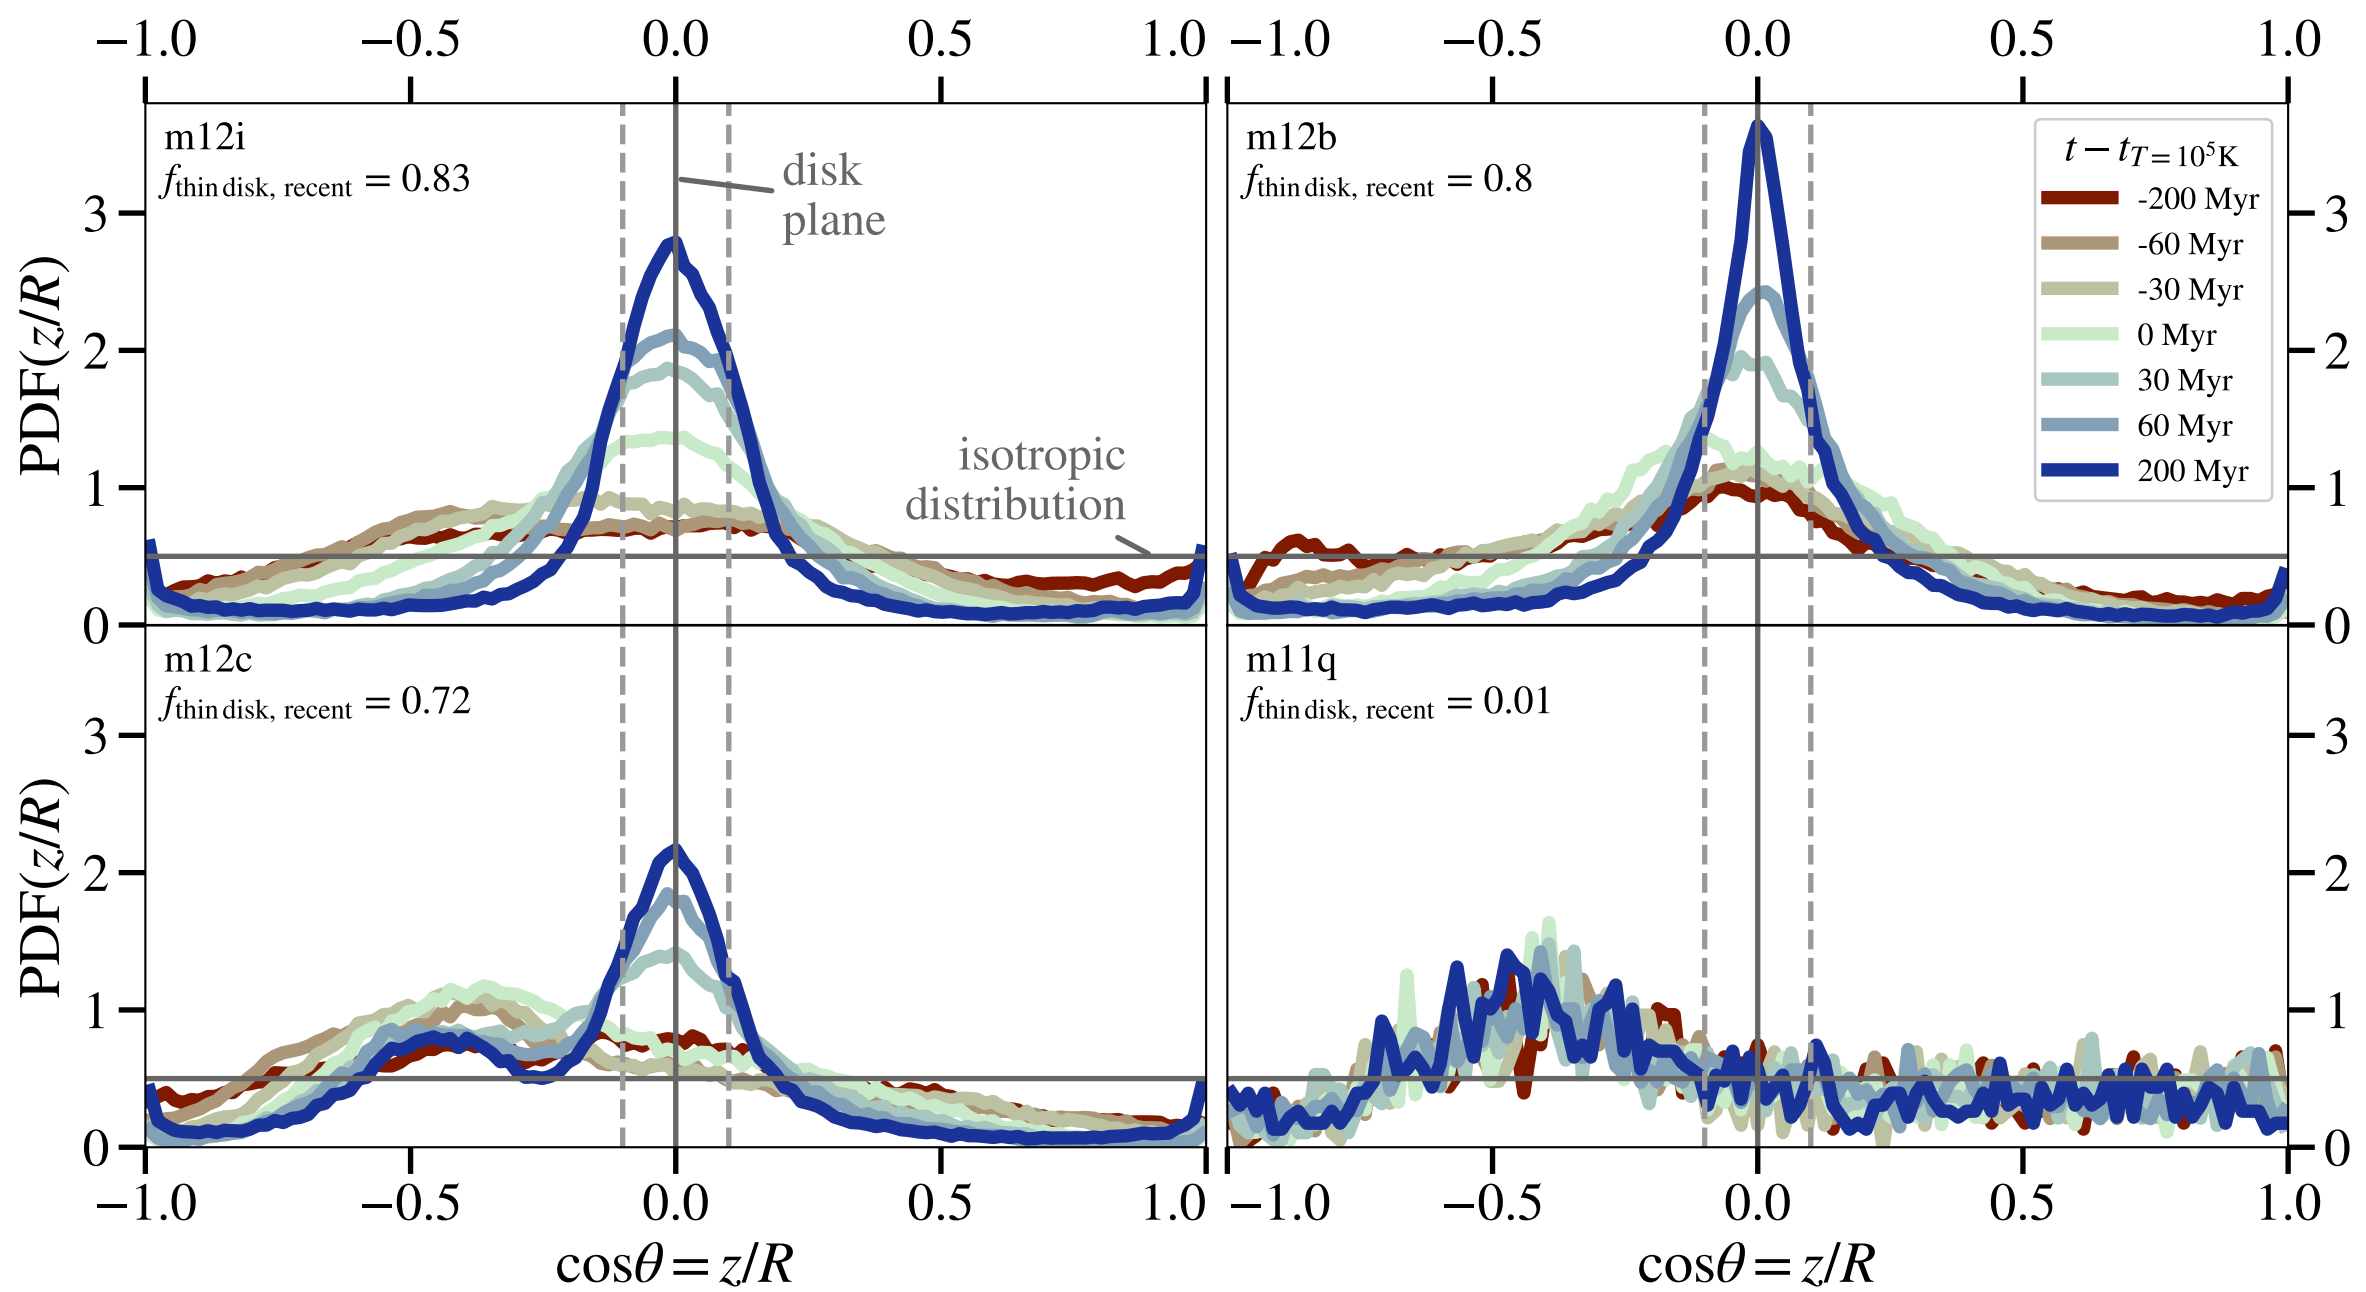 −1.0 −0.5 0.0 0.5 1.0 −1.0 −0.5 0.0 0.5 1.0
m12i
f_thin disk, recent = 0.83
disk
plane
isotropic
distribution
3
2
1
0
PDF(z/R)
m12b
f_thin disk, recent = 0.8
t − t_{T = 10^5 K}
-200 Myr
-60 Myr
-30 Myr
0 Myr
30 Myr
60 Myr
200 Myr
3
2
1
0
m12c
f_thin disk, recent = 0.72
3
2
1
0
PDF(z/R)
m11q
f_thin disk, recent = 0.01
3
2
1
0
−1.0 −0.5 0.0 0.5 1.0 −1.0 −0.5 0.0 0.5 1.0
cosθ = z/R cosθ = z/R